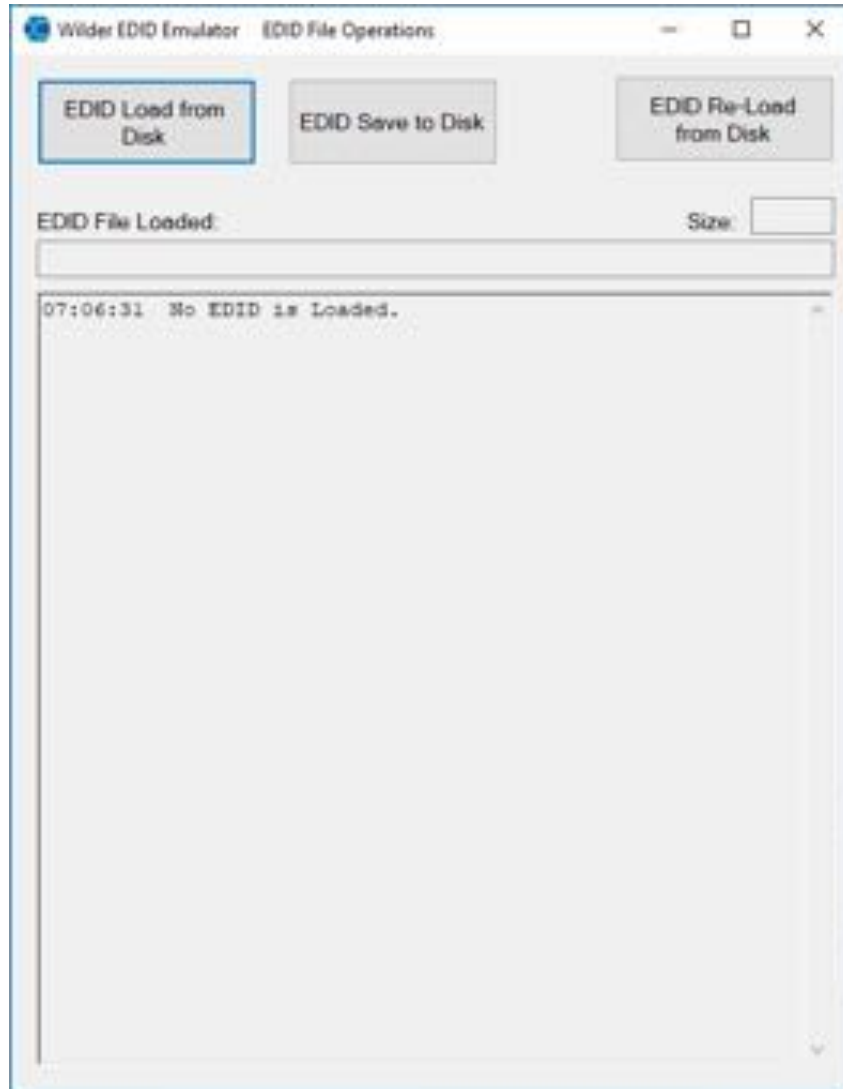 Wilder EDID Emulator EDID File Operations
EDID Load from
Disk
EDID Save to Disk
EDID Re-Load
from Disk
EDID File Loaded:
Size:
07:06:31 No EDID is Loaded.